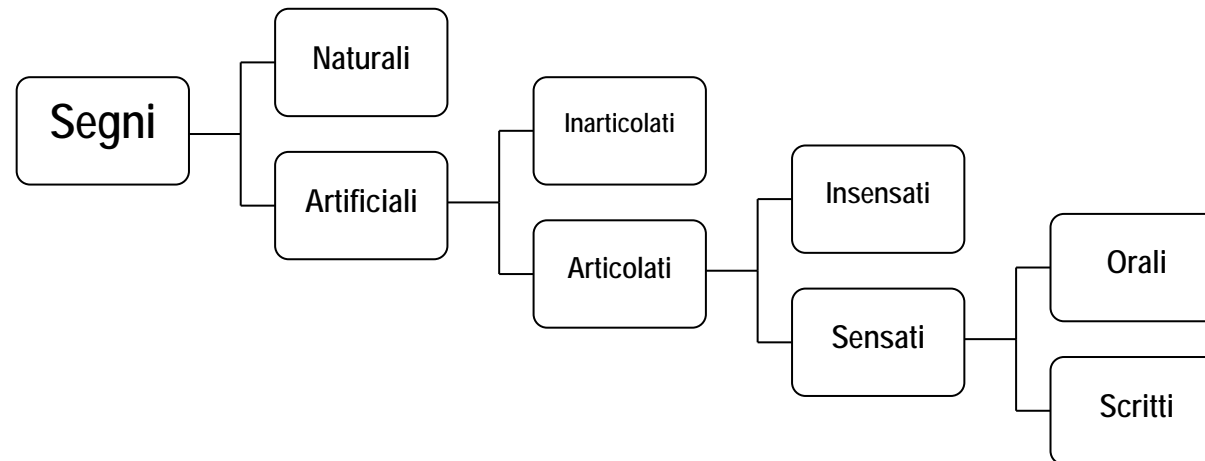 Segni
Naturali
Artificiali
Inarticolati
Articolati
Insensati
Sensati
Orali
Scritti